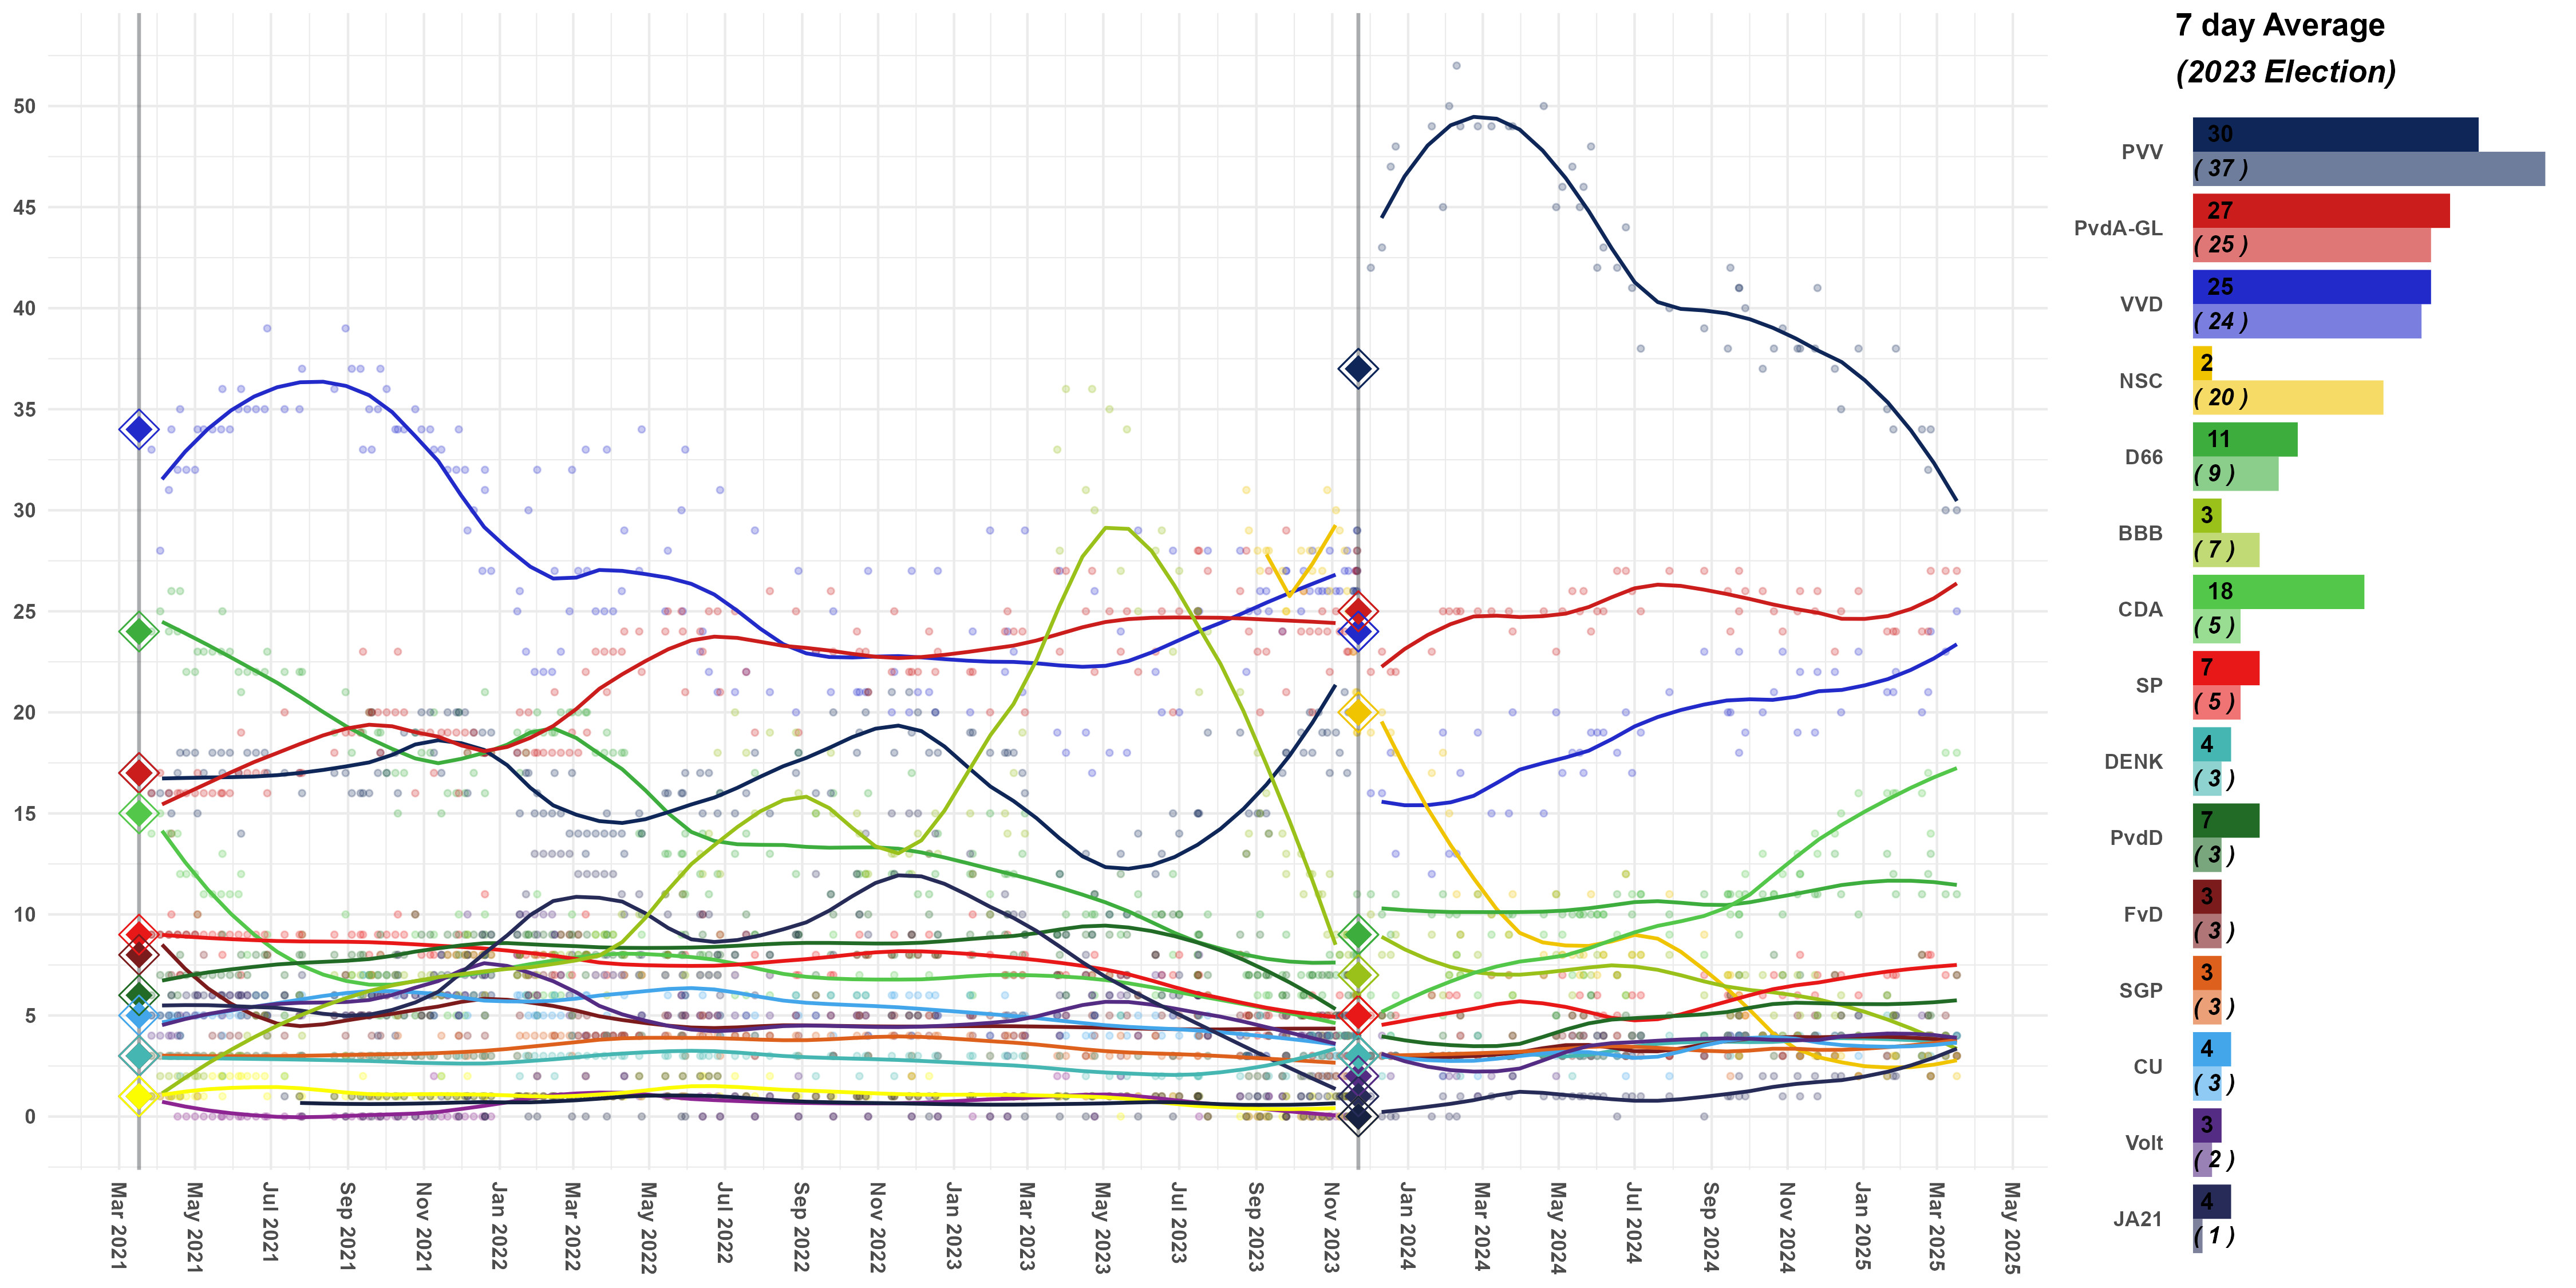 7 day Average
(2023 Election)
50
45
40
35
30
25
20
15
10
5
0
Mar 2021
May 2021
Jul 2021
Sep 2021
Nov 2021
Jan 2022
Mar 2022
May 2022
Jul 2022
Sep 2022
Nov 2022
Jan 2023
Mar 2023
May 2023
Jul 2023
Sep 2023
Nov 2023
Jan 2024
Mar 2024
May 2024
Jul 2024
Sep 2024
Nov 2024
Jan 2025
Mar 2025
May 2025
PVV
30
( 37 )
PvdA-GL
27
( 25 )
VVD
25
( 24 )
NSC
2
( 20 )
D66
11
( 9 )
BBB
3
( 7 )
CDA
18
( 5 )
SP
7
( 5 )
DENK
4
( 3 )
PvdD
7
( 3 )
FvD
3
( 3 )
SGP
3
( 3 )
CU
4
( 3 )
Volt
3
( 2 )
JA21
4
( 1 )